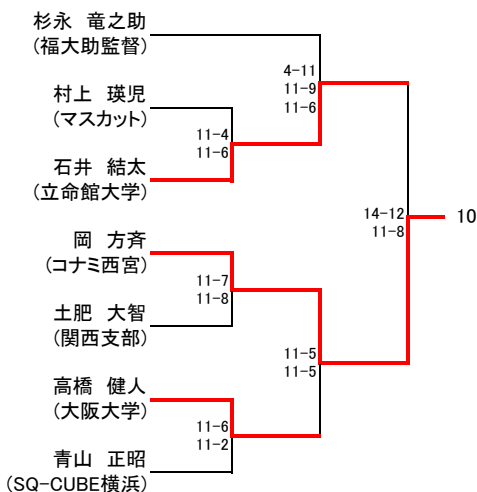 杉永　竜之助
(福大助監督)
4-11
11-9
11-6
村上　瑛児
(マスカット)
11-4
11-6
石井　結太
(立命館大学)
14-12
11-8
10
岡　方斉
(コナミ西宮)
11-7
11-8
土肥　大智
(関西支部)
11-5
11-5
高橋　健人
(大阪大学)
11-6
11-2
青山　正昭
(SQ-CUBE横浜)